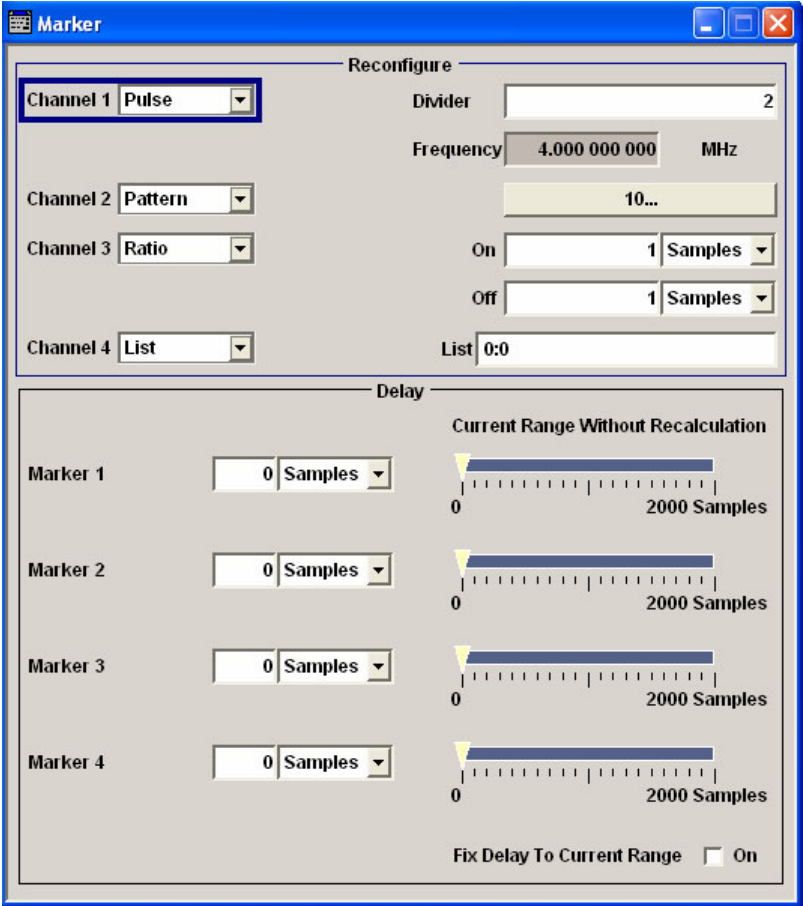 Marker
Reconfigure
Channel 1 Pulse Divider 2
Frequency 4.000 000 000 MHz
Channel 2 Pattern 10...
Channel 3 Ratio On 1 Samples
Off 1 Samples
Channel 4 List List 0:0
Delay
Current Range Without Recalculation
Marker 1 0 Samples
0 2000 Samples
Marker 2 0 Samples
0 2000 Samples
Marker 3 0 Samples
0 2000 Samples
Marker 4 0 Samples
0 2000 Samples
Fix Delay To Current Range On